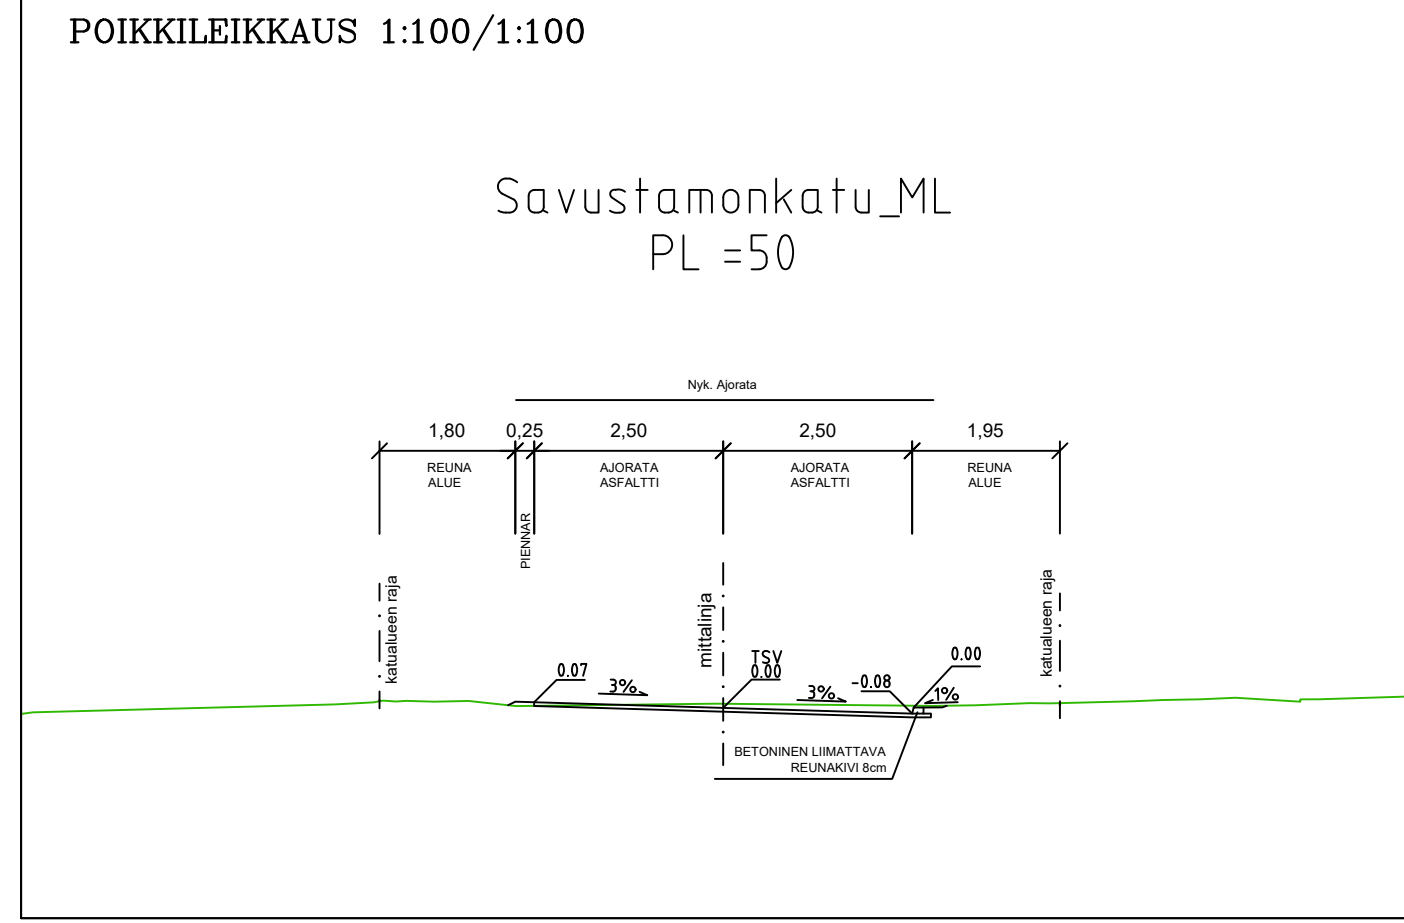 POIKKILEIKKAUS 1:100/1:100
Savustamonkatu_ML
PL =50
Nyk. Ajorata
1,80
0,25
2,50
2,50
1,95
REUNA
ALUE
PIENNAR
AJORATA
ASFALTTI
AJORATA
ASFALTTI
REUNA
ALUE
katualueen raja
mittalinja
katualueen raja
0.07
3%
TSV
0.00
3%
-0.08
0.00
1%
BETONINEN LIIMATTAVA
REUNAKIVI 8cm